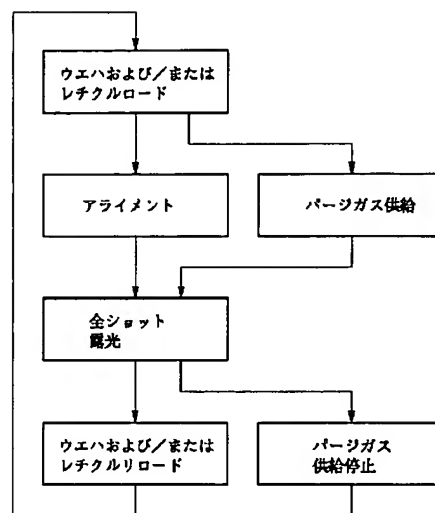 ウエハおよび/または
レチクルロード
アライメント
パージガス供給
全ショット
露光
ウエハおよび/または
レチクルリロード
パージガス
供給停止